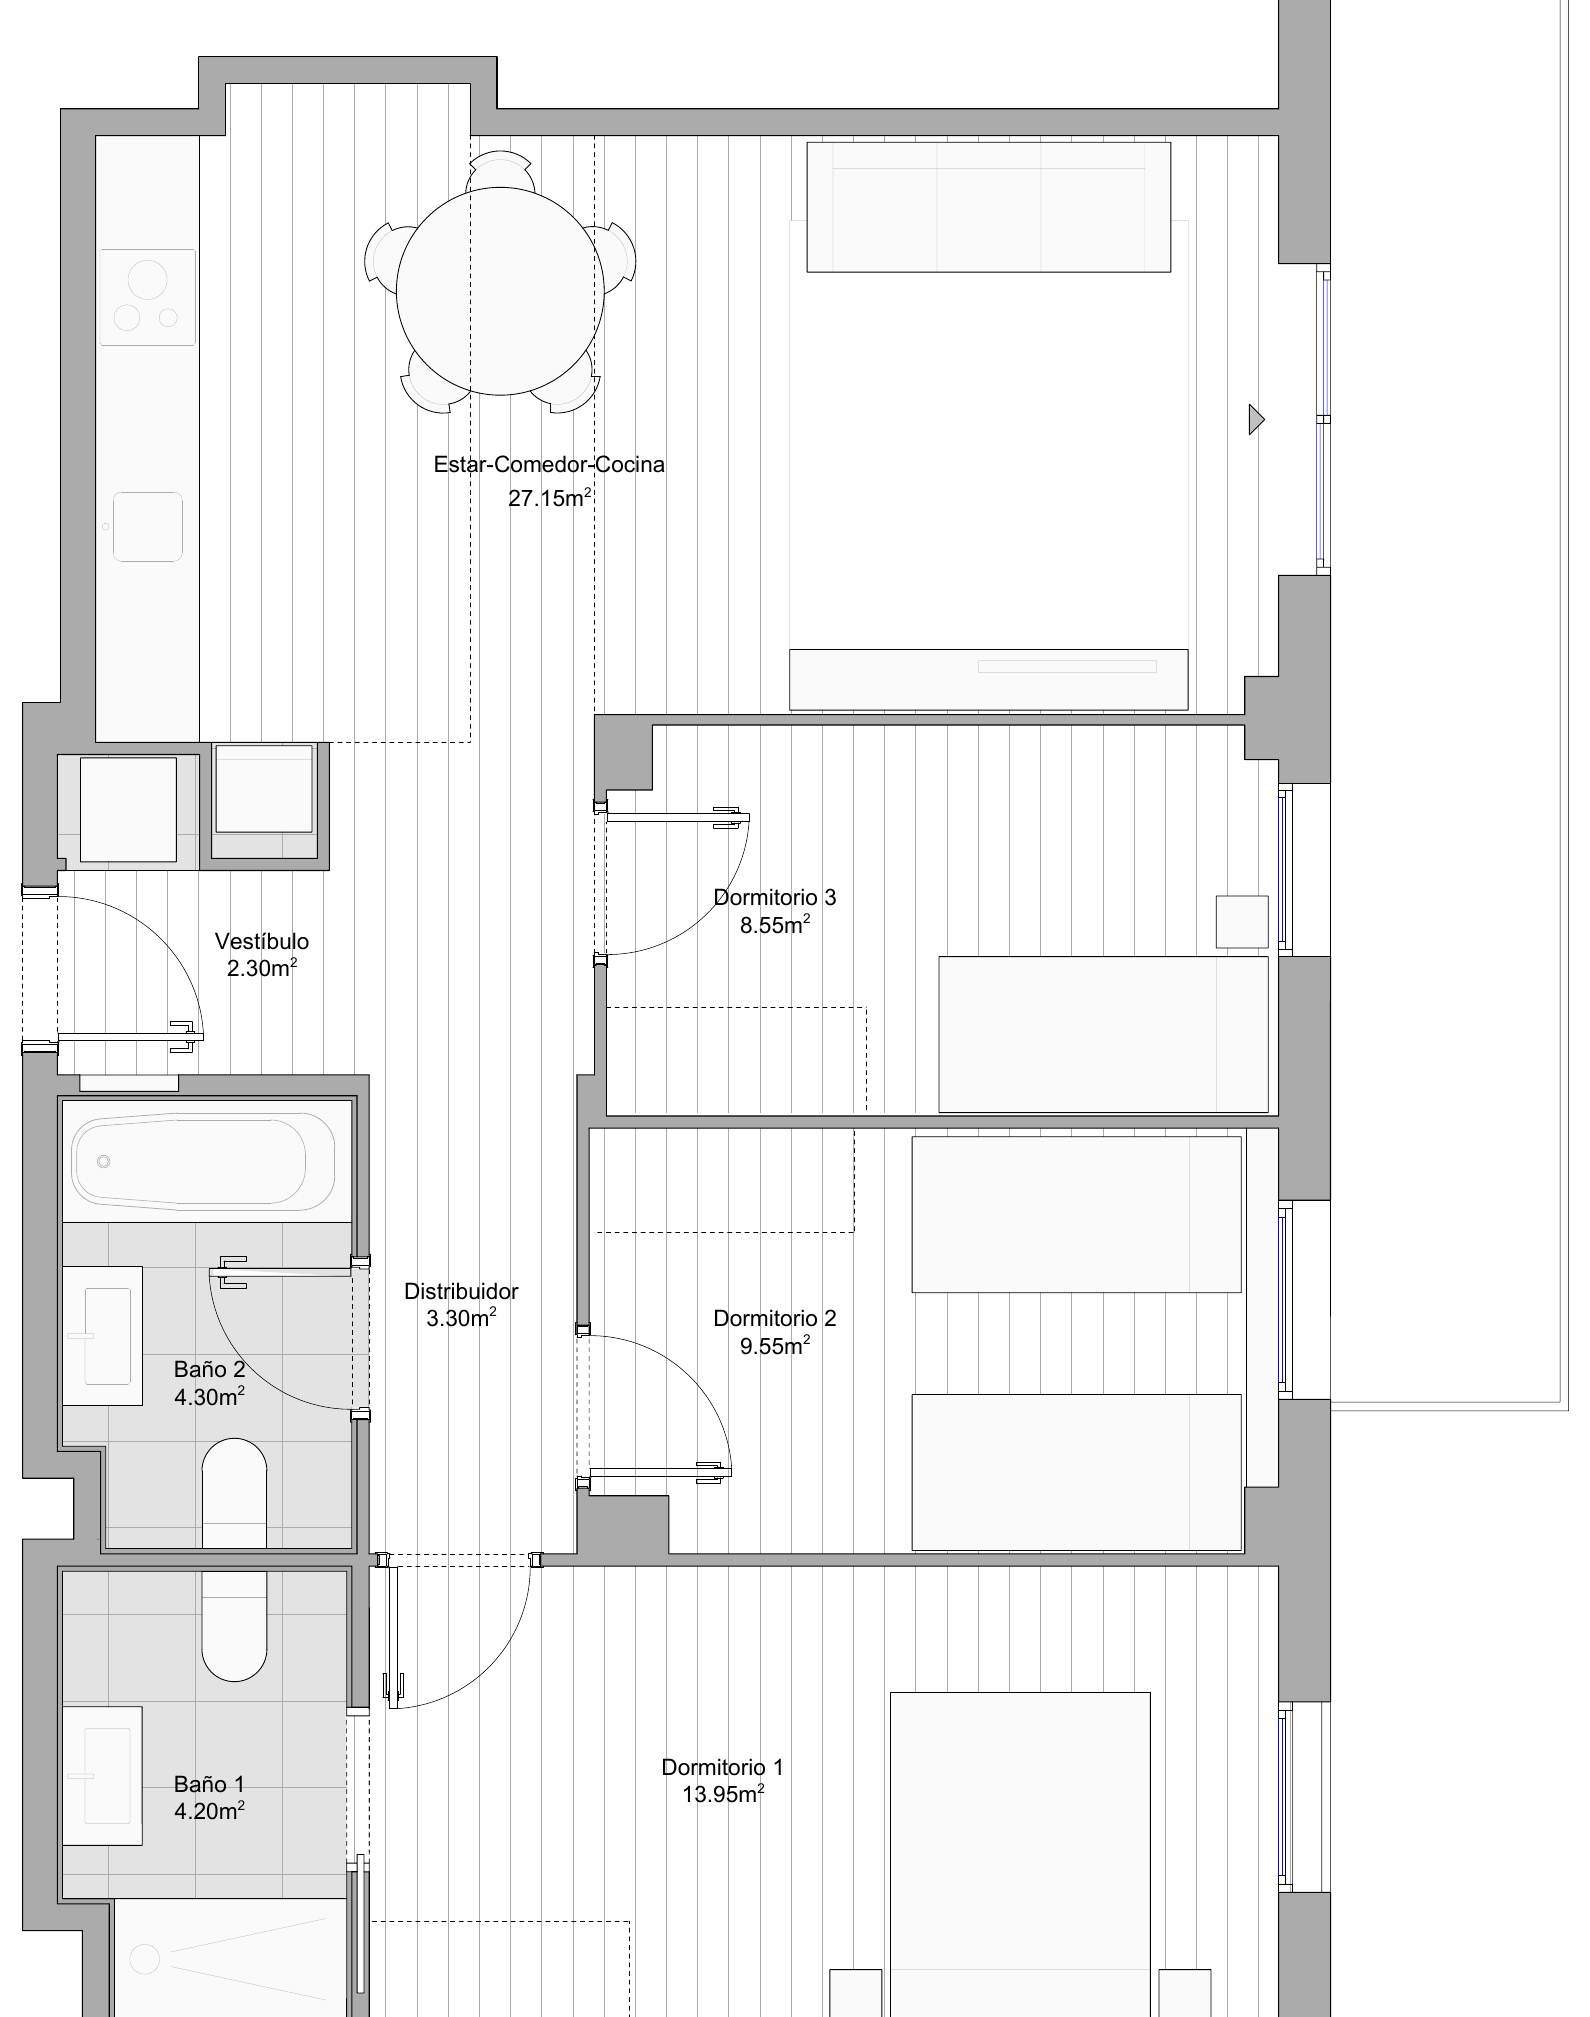 Estar-Comedor-Cocina
27.15m²
Dormitorio 3
8.55m²
Vestíbulo
2.30m²
Distribuidor
3.30m²
Dormitorio 2
9.55m²
Baño 2
4.30m²
Dormitorio 1
13.95m²
Baño 1
4.20m²